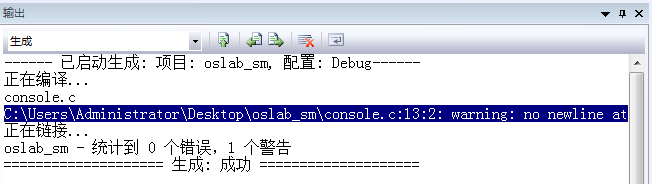 输出
生成
------ 已启动生成: 项目: oslab_sm, 配置: Debug------
正在编译...
console.c
C:\Users\Administrator\Desktop\oslab_sm\console.c:13:2: warning: no newline at
正在链接...
oslab_sm - 统计到 0 个错误，1 个警告
==================== 生成: 成功 ====================